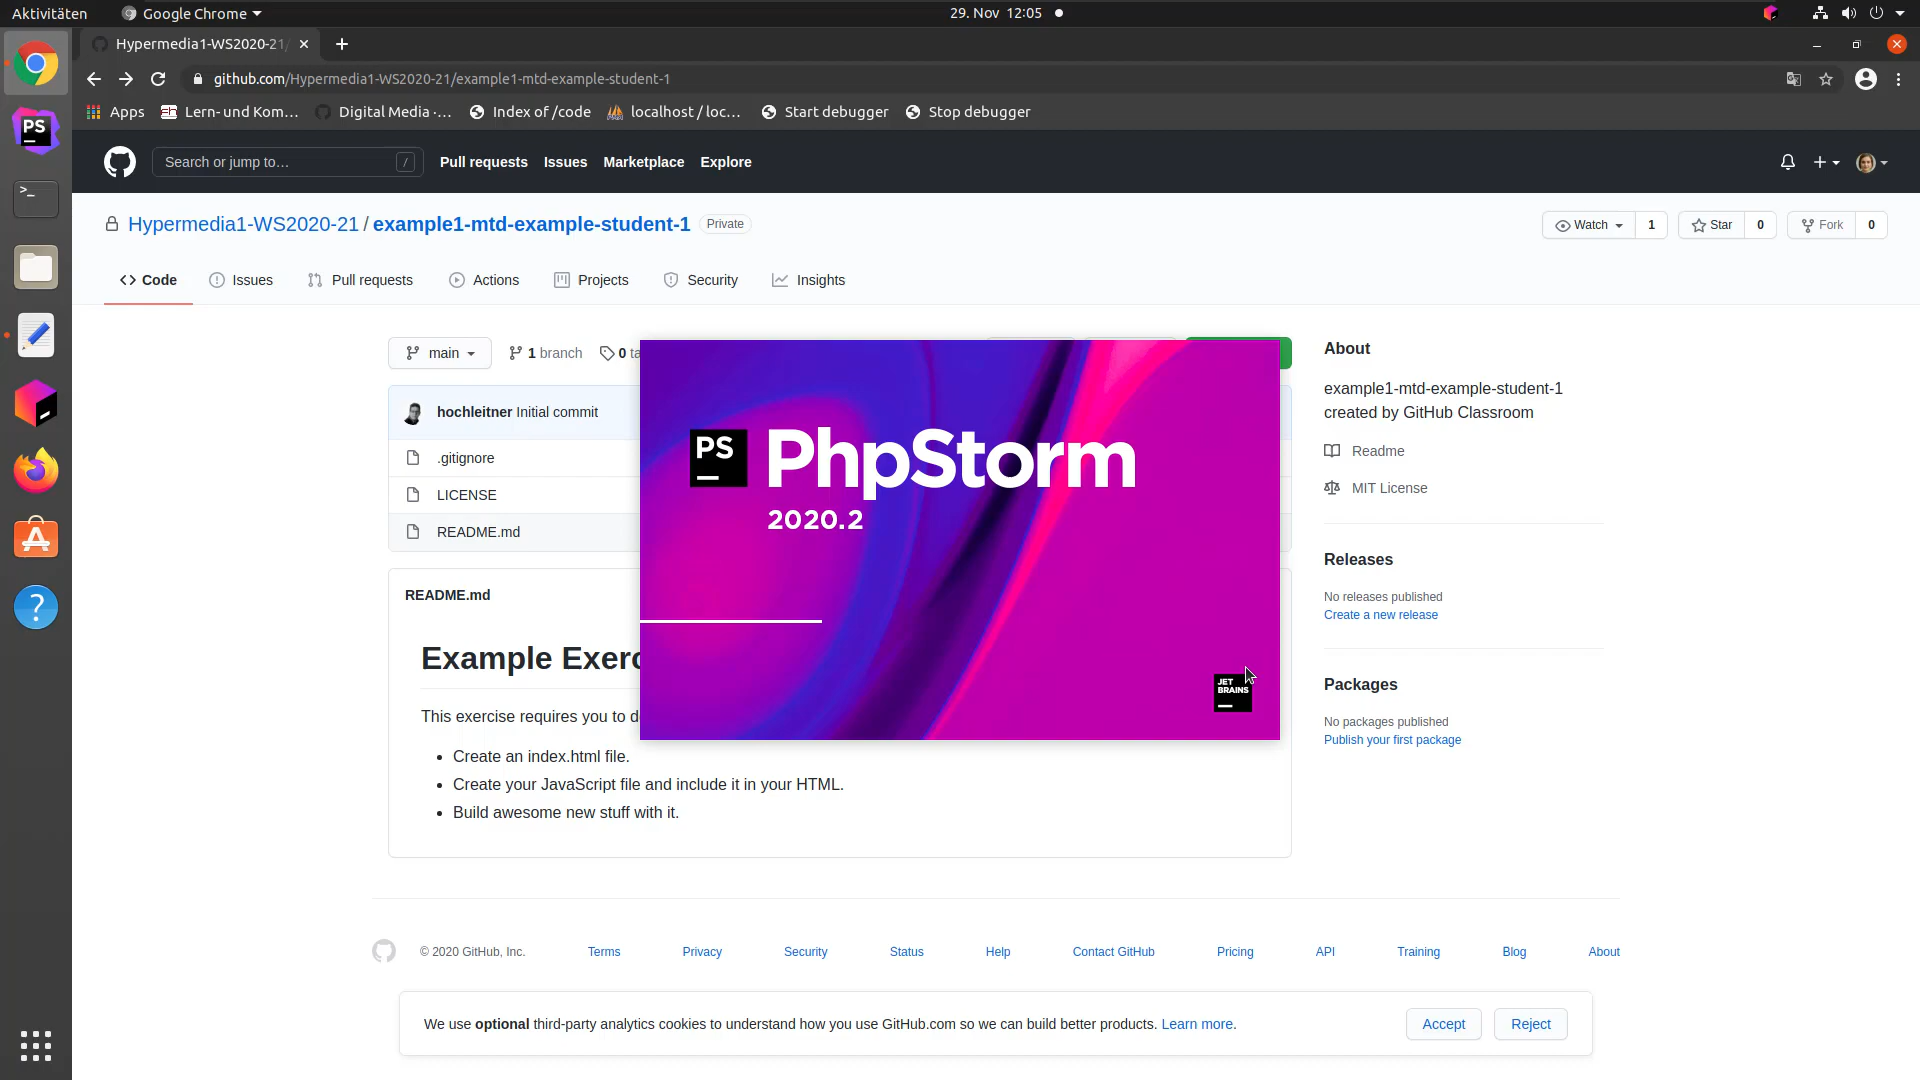 Aktivitäten
Google Chrome
29. Nov 12:05
Hypermedia1-WS2020-21/
github.com/Hypermedia1-WS2020-21/example1-mtd-example-student-1
Apps
Lern- und Kom…
Digital Media ·…
Index of /code
localhost / loc…
Start debugger
Stop debugger
Search or jump to…
/
Pull requests
Issues
Marketplace
Explore
Hypermedia1-WS2020-21 / example1-mtd-example-student-1
Private
Watch 1
Star 0
Fork 0
Code
Issues
Pull requests
Actions
Projects
Security
Insights
main
1 branch
0 ta
hochleitner Initial commit
.gitignore
LICENSE
README.md
PS
PhpStorm
2020.2
JET
BRAINS
README.md
Example Exerc
This exercise requires you to d
Create an index.html file.
Create your JavaScript file and include it in your HTML.
Build awesome new stuff with it.
About
example1-mtd-example-student-1
created by GitHub Classroom
Readme
MIT License
Releases
No releases published
Create a new release
Packages
No packages published
Publish your first package
© 2020 GitHub, Inc.
Terms
Privacy
Security
Status
Help
Contact GitHub
Pricing
API
Training
Blog
About
We use optional third-party analytics cookies to understand how you use GitHub.com so we can build better products. Learn more.
Accept
Reject
PS
>_
?